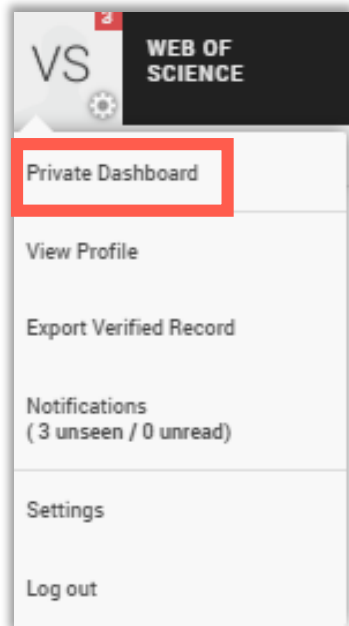 3
VS
WEB OF
SCIENCE
Private Dashboard
View Profile
Export Verified Record
Notifications
( 3 unseen / 0 unread)
Settings
Log out